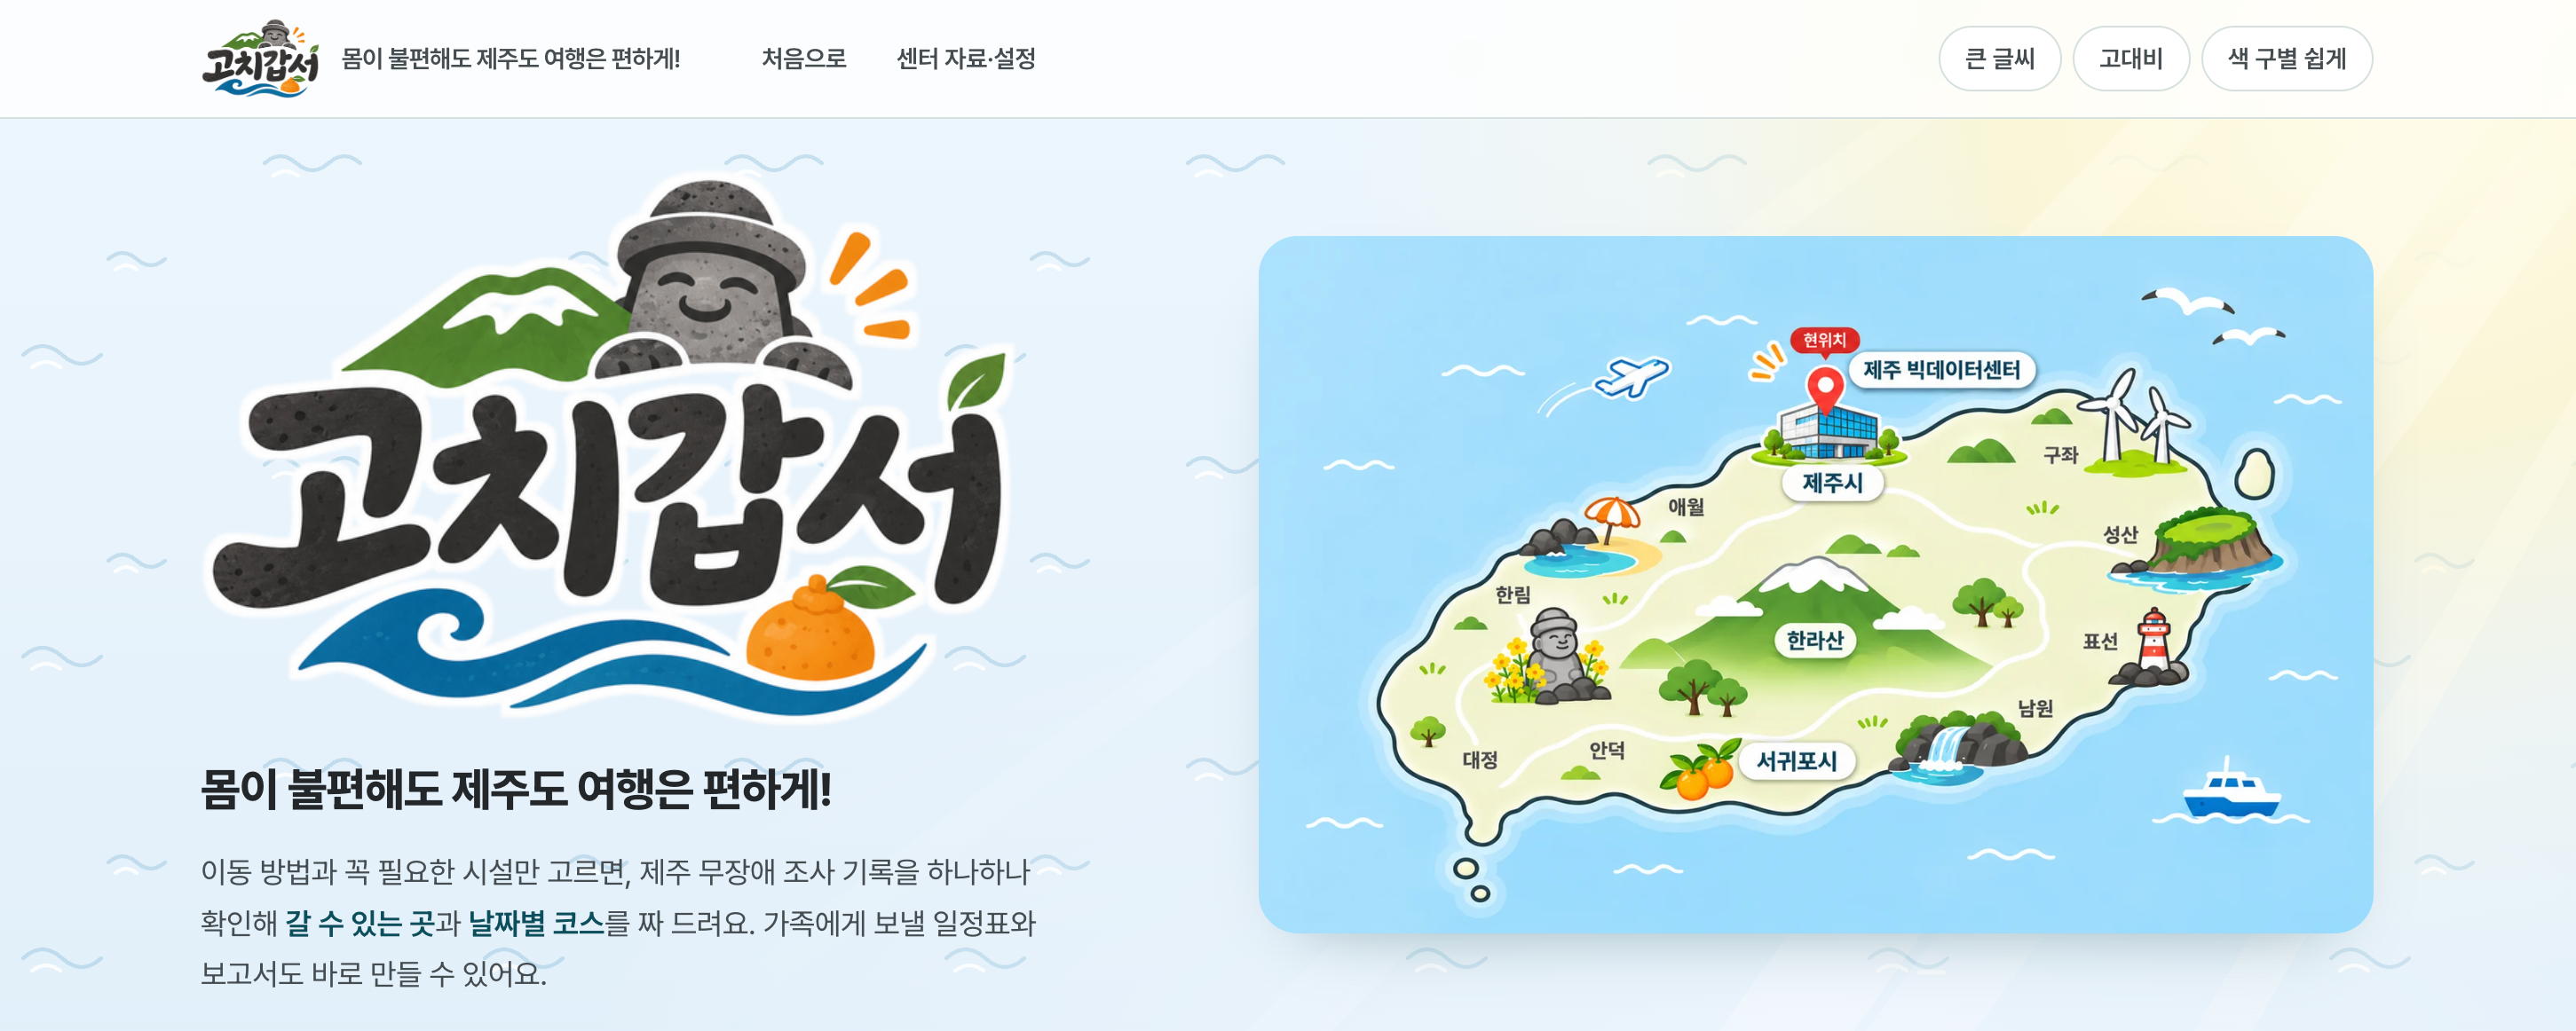 고치갑서
몸이 불편해도 제주도 여행은 편하게!
처음으로
센터 자료·설정
큰 글씨
고대비
색 구별 쉽게
고치갑서
몸이 불편해도 제주도 여행은 편하게!
이동 방법과 꼭 필요한 시설만 고르면, 제주 무장애 조사 기록을 하나하나
확인해 갈 수 있는 곳과 날짜별 코스를 짜 드려요. 가족에게 보낼 일정표와
보고서도 바로 만들 수 있어요.
현위치
제주 빅데이터센터
제주시
구좌
애월
성산
한림
한라산
표선
남원
대정
안덕
서귀포시